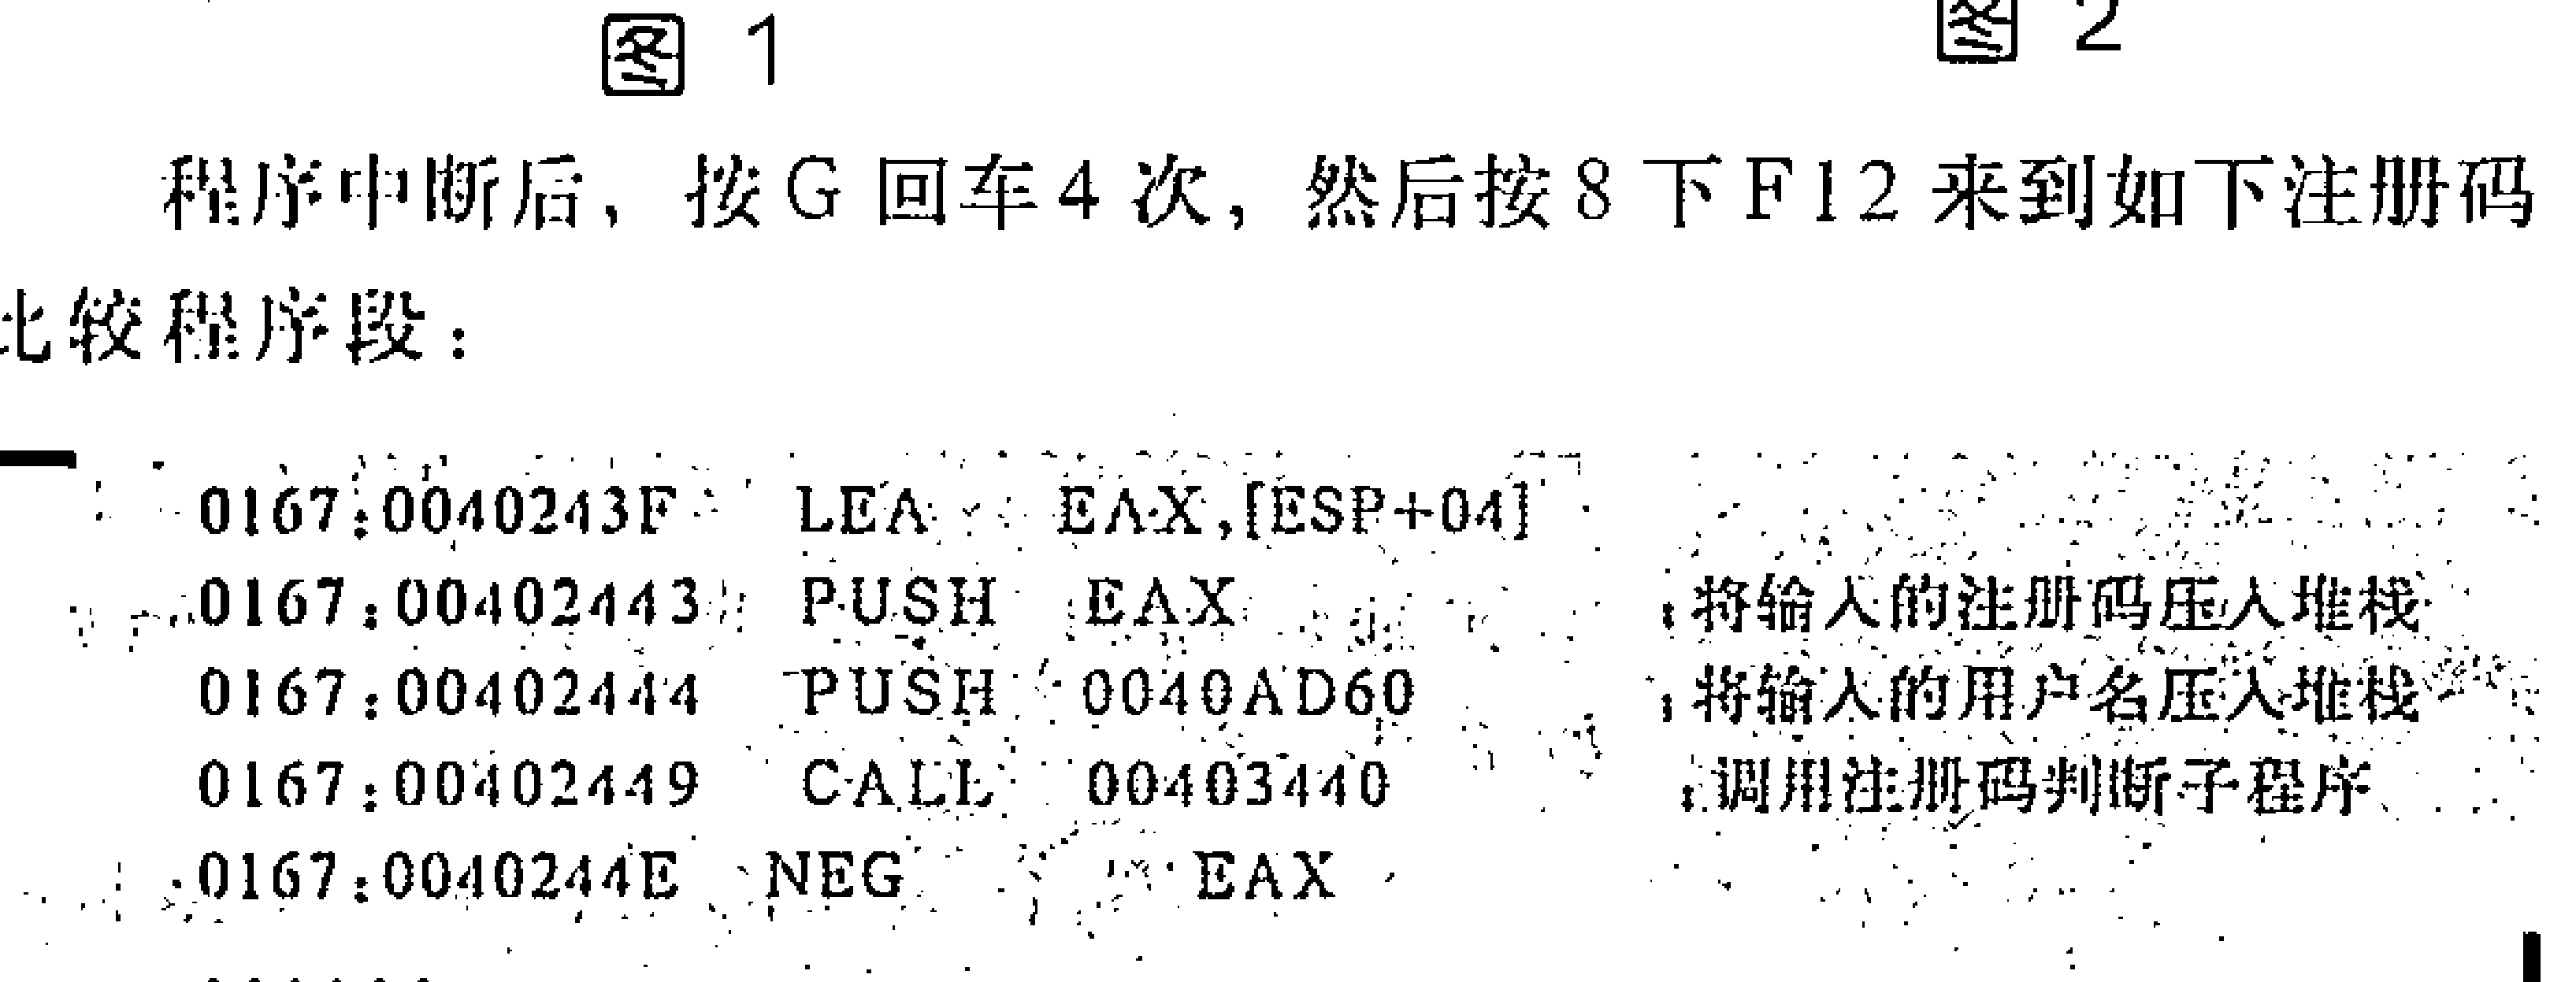 图 1 图 2
程序中断后，按G回车4次，然后按8下F12来到如下注册码
比较程序段：
0167:0040243F LEA EAX,[ESP+04]
0167:00402443 PUSH EAX ;将输入的注册码压入堆栈
0167:00402444 PUSH 0040AD60 ;将输入的用户名压入堆栈
0167:00402449 CALL 00403440 ;调用注册码判断子程序
0167:0040244E NEG EAX